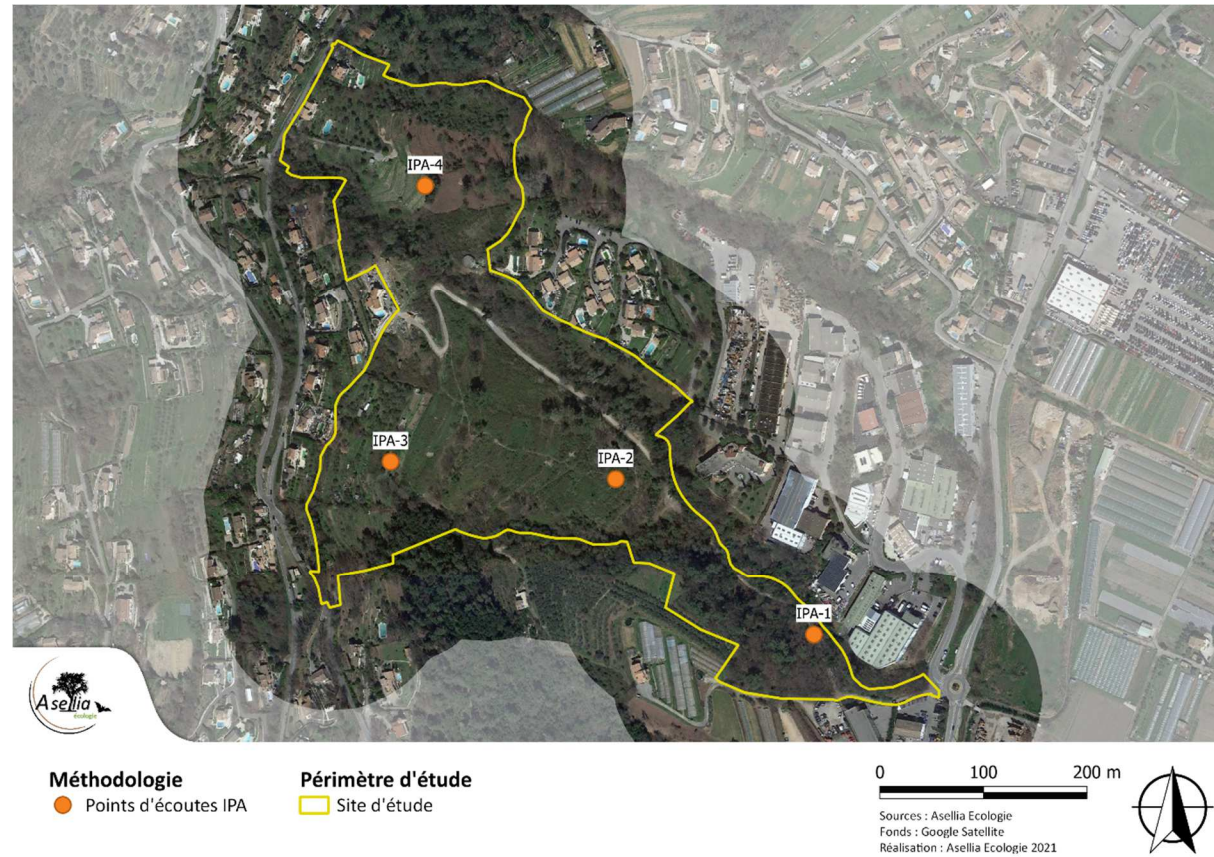 IPA-4
IPA-3
IPA-2
IPA-1
Asellia
écologie
Méthodologie
Points d'écoutes IPA
Périmètre d'étude
Site d'étude
0 100 200 m
Sources : Asellia Ecologie
Fonds : Google Satellite
Réalisation : Asellia Ecologie 2021